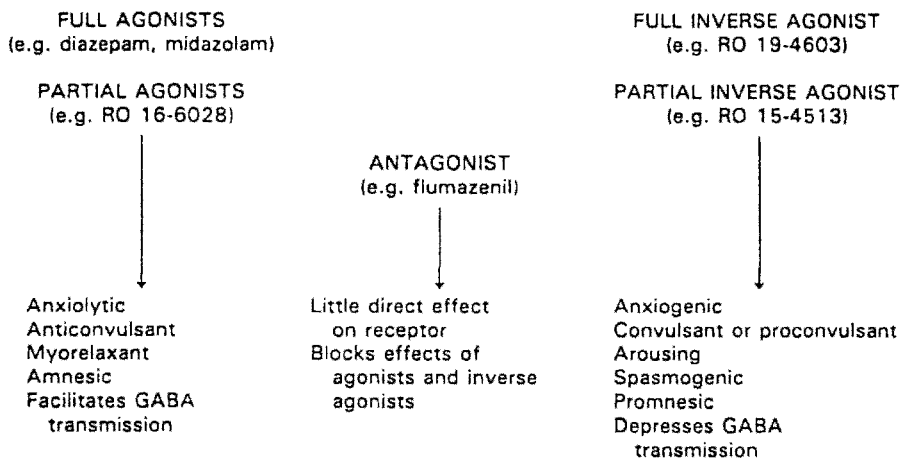 FULL AGONISTS
(e.g. diazepam, midazolam)
PARTIAL AGONISTS
(e.g. RO 16-6028)
ANTAGONIST
(e.g. flumazenil)
FULL INVERSE AGONIST
(e.g. RO 19-4603)
PARTIAL INVERSE AGONIST
(e.g. RO 15-4513)
Anxiolytic
Anticonvulsant
Myorelaxant
Amnesic
Facilitates GABA
transmission
Little direct effect
on receptor
Blocks effects of
agonists and inverse
agonists
Anxiogenic
Convulsant or proconvulsant
Arousing
Spasmogenic
Promnesic
Depresses GABA
transmission